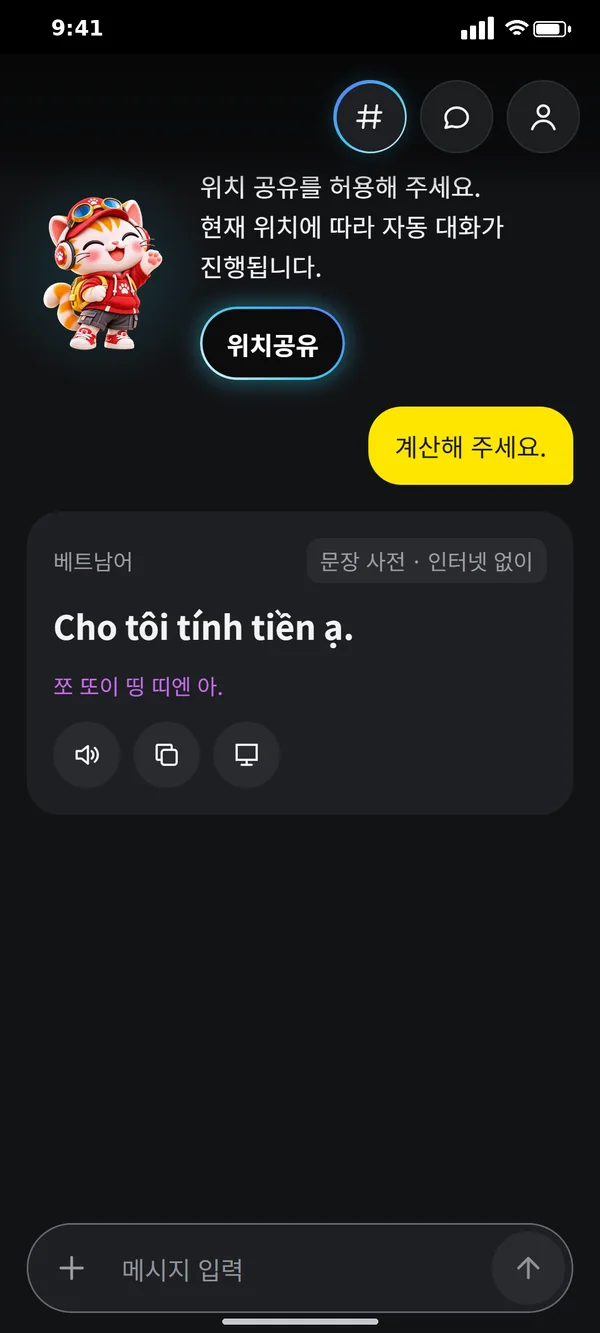 9:41
위치 공유를 허용해 주세요.
현재 위치에 따라 자동 대화가
진행됩니다.
위치공유
계산해 주세요.
베트남어
문장 사전 · 인터넷 없이
Cho tôi tính tiền ạ.
쪼 또이 띵 띠엔 아.
메시지 입력